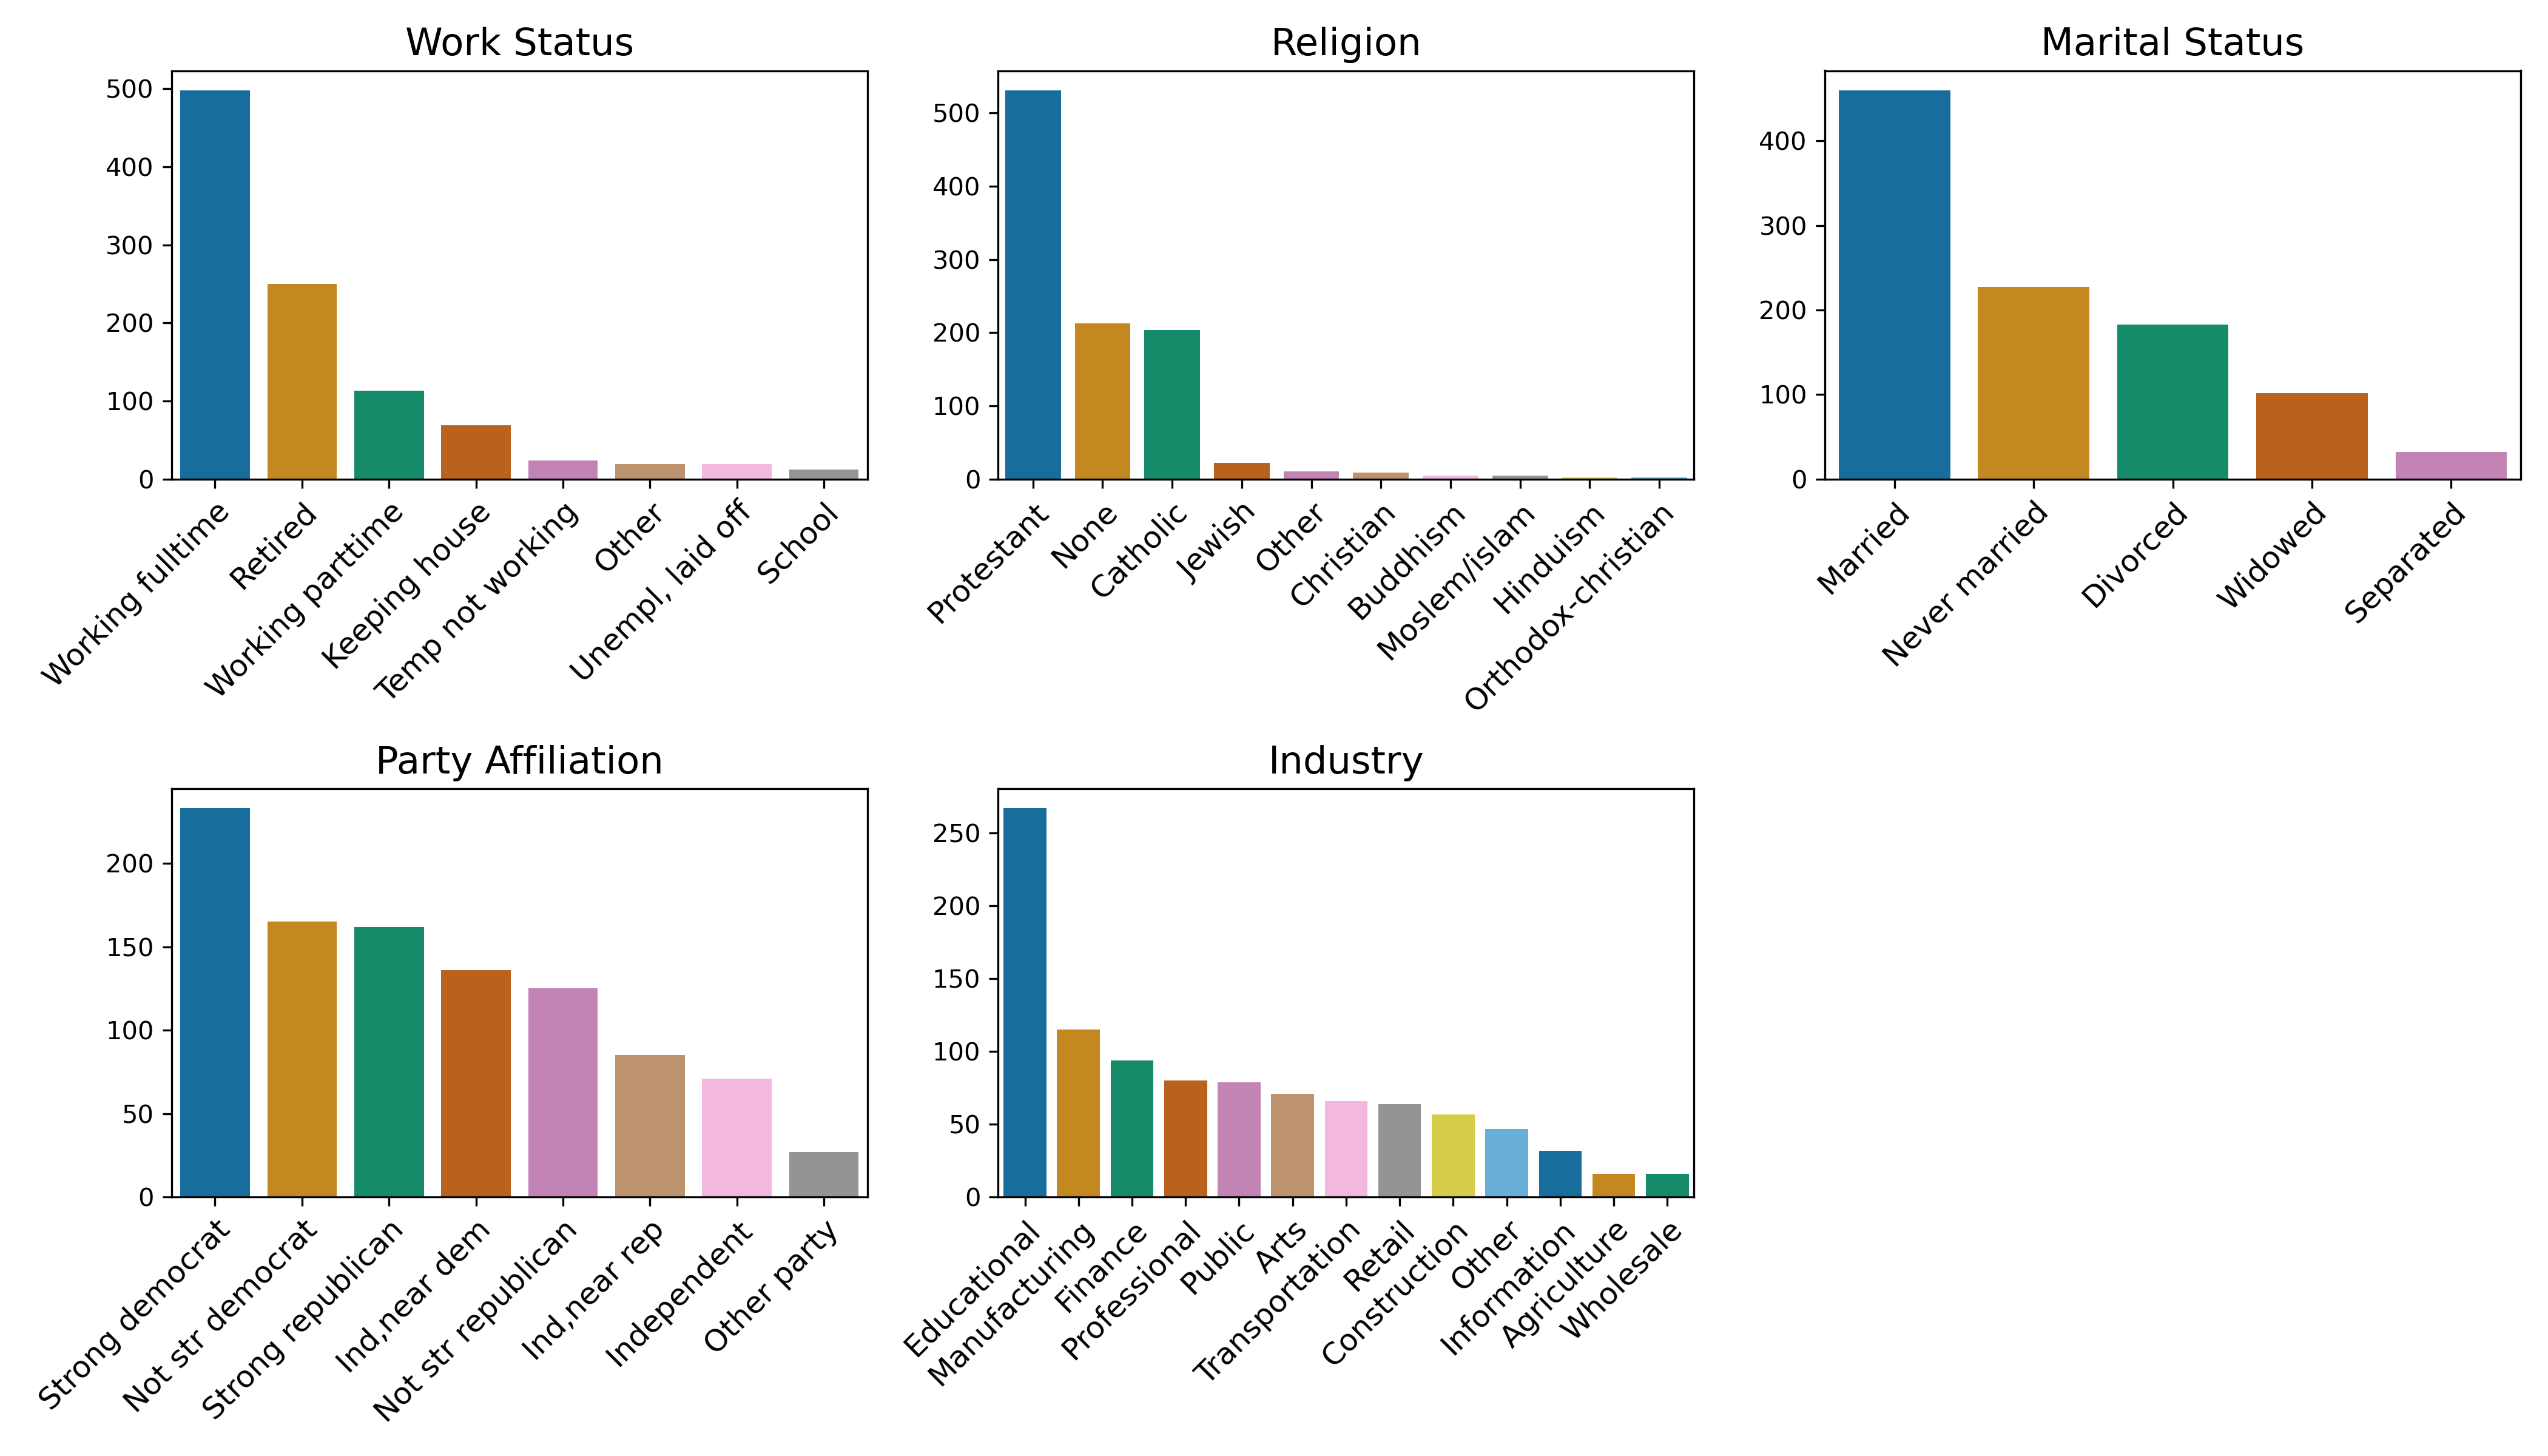 Work Status
500
400
300
200
100
0
Working fulltime
Retired
Working parttime
Keeping house
Temp not working
Other
Unempl, laid off
School
Religion
500
400
300
200
100
0
Protestant
None
Catholic
Jewish
Other
Christian
Buddhism
Moslem/islam
Hinduism
Orthodox-christian
Marital Status
400
300
200
100
0
Married
Never married
Divorced
Widowed
Separated
Party Affiliation
200
150
100
50
0
Strong democrat
Not str democrat
Strong republican
Ind,near dem
Not str republican
Ind,near rep
Independent
Other party
Industry
250
200
150
100
50
0
Educational
Manufacturing
Finance
Professional
Public
Arts
Transportation
Retail
Construction
Other
Information
Agriculture
Wholesale